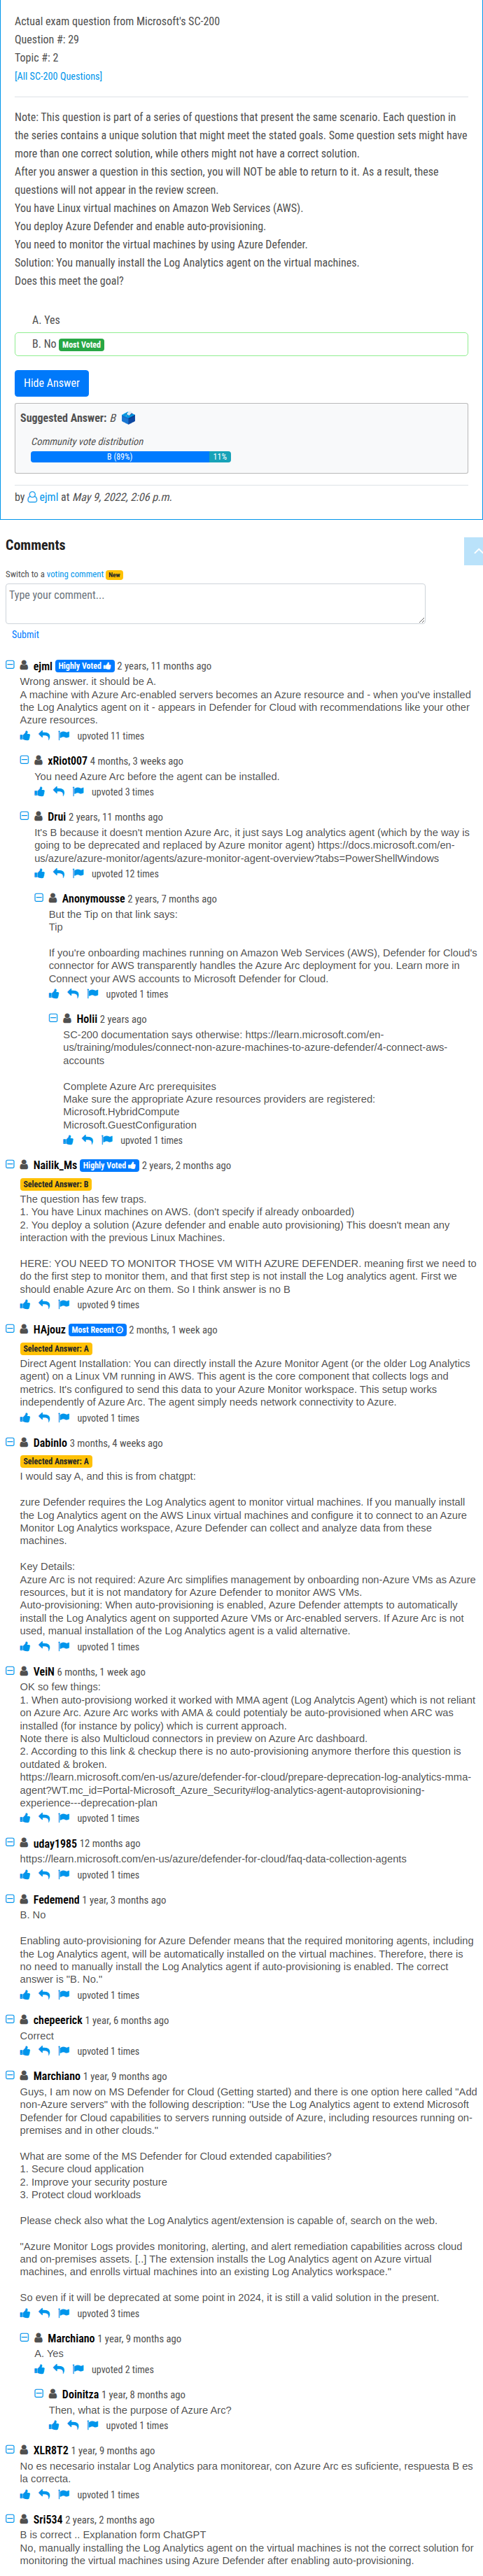 Actual exam question from Microsoft's SC-200
Question #: 29
Topic #: 2
[All SC-200 Questions]
Note: This question is part of a series of questions that present the same scenario. Each question in
the series contains a unique solution that might meet the stated goals. Some question sets might have
more than one correct solution, while others might not have a correct solution.
After you answer a question in this section, you will NOT be able to return to it. As a result, these
questions will not appear in the review screen.
You have Linux virtual machines on Amazon Web Services (AWS).
You deploy Azure Defender and enable auto-provisioning.
You need to monitor the virtual machines by using Azure Defender.
Solution: You manually install the Log Analytics agent on the virtual machines.
Does this meet the goal?
A. Yes
B. No Most Voted
Hide Answer
Suggested Answer: B
Community vote distribution
B (89%) 11%
by ejml at May 9, 2022, 2:06 p.m.
Comments
Switch to a voting comment New
Type your comment...
Submit
ejml Highly Voted 2 years, 11 months ago
Wrong answer. it should be A.
A machine with Azure Arc-enabled servers becomes an Azure resource and - when you've installed
the Log Analytics agent on it - appears in Defender for Cloud with recommendations like your other
Azure resources.
upvoted 11 times
xRiot007 4 months, 3 weeks ago
You need Azure Arc before the agent can be installed.
upvoted 3 times
Drui 2 years, 11 months ago
It's B because it doesn't mention Azure Arc, it just says Log analytics agent (which by the way is
going to be deprecated and replaced by Azure monitor agent) https://docs.microsoft.com/en-
us/azure/azure-monitor/agents/azure-monitor-agent-overview?tabs=PowerShellWindows
upvoted 12 times
Anonymousse 2 years, 7 months ago
But the Tip on that link says:
Tip
If you're onboarding machines running on Amazon Web Services (AWS), Defender for Cloud's
connector for AWS transparently handles the Azure Arc deployment for you. Learn more in
Connect your AWS accounts to Microsoft Defender for Cloud.
upvoted 1 times
Holii 2 years ago
SC-200 documentation says otherwise: https://learn.microsoft.com/en-
us/training/modules/connect-non-azure-machines-to-azure-defender/4-connect-aws-
accounts
Complete Azure Arc prerequisites
Make sure the appropriate Azure resources providers are registered:
Microsoft.HybridCompute
Microsoft.GuestConfiguration
upvoted 1 times
Nailik_Ms Highly Voted 2 years, 2 months ago
Selected Answer: B
The question has few traps.
1. You have Linux machines on AWS. (don't specify if already onboarded)
2. You deploy a solution (Azure defender and enable auto provisioning) This doesn't mean any
interaction with the previous Linux Machines.
HERE: YOU NEED TO MONITOR THOSE VM WITH AZURE DEFENDER. meaning first we need to
do the first step to monitor them, and that first step is not install the Log analytics agent. First we
should enable Azure Arc on them. So I think answer is no B
upvoted 9 times
HAjouz Most Recent 2 months, 1 week ago
Selected Answer: A
Direct Agent Installation: You can directly install the Azure Monitor Agent (or the older Log Analytics
agent) on a Linux VM running in AWS. This agent is the core component that collects logs and
metrics. It's configured to send this data to your Azure Monitor workspace. This setup works
independently of Azure Arc. The agent simply needs network connectivity to Azure.
upvoted 1 times
Dabinlo 3 months, 4 weeks ago
Selected Answer: A
I would say A, and this is from chatgpt:
zure Defender requires the Log Analytics agent to monitor virtual machines. If you manually install
the Log Analytics agent on the AWS Linux virtual machines and configure it to connect to an Azure
Monitor Log Analytics workspace, Azure Defender can collect and analyze data from these
machines.
Key Details:
Azure Arc is not required: Azure Arc simplifies management by onboarding non-Azure VMs as Azure
resources, but it is not mandatory for Azure Defender to monitor AWS VMs.
Auto-provisioning: When auto-provisioning is enabled, Azure Defender attempts to automatically
install the Log Analytics agent on supported Azure VMs or Arc-enabled servers. If Azure Arc is not
used, manual installation of the Log Analytics agent is a valid alternative.
upvoted 1 times
VeiN 6 months, 1 week ago
OK so few things:
1. When auto-provisiong worked it worked with MMA agent (Log Analytcis Agent) which is not reliant
on Azure Arc. Azure Arc works with AMA & could potentialy be auto-provisioned when ARC was
installed (for instance by policy) which is current approach.
Note there is also Multicloud connectors in preview on Azure Arc dashboard.
2. According to this link & checkup there is no auto-provisioning anymore therfore this question is
outdated & broken.
https://learn.microsoft.com/en-us/azure/defender-for-cloud/prepare-deprecation-log-analytics-mma-
agent?WT.mc_id=Portal-Microsoft_Azure_Security#log-analytics-agent-autoprovisioning-
experience---deprecation-plan
upvoted 1 times
uday1985 12 months ago
https://learn.microsoft.com/en-us/azure/defender-for-cloud/faq-data-collection-agents
upvoted 1 times
Fedemend 1 year, 3 months ago
B. No
Enabling auto-provisioning for Azure Defender means that the required monitoring agents, including
the Log Analytics agent, will be automatically installed on the virtual machines. Therefore, there is
no need to manually install the Log Analytics agent if auto-provisioning is enabled. The correct
answer is "B. No."
upvoted 1 times
chepeerick 1 year, 6 months ago
Correct
upvoted 1 times
Marchiano 1 year, 9 months ago
Guys, I am now on MS Defender for Cloud (Getting started) and there is one option here called "Add
non-Azure servers" with the following description: "Use the Log Analytics agent to extend Microsoft
Defender for Cloud capabilities to servers running outside of Azure, including resources running on-
premises and in other clouds."
What are some of the MS Defender for Cloud extended capabilities?
1. Secure cloud application
2. Improve your security posture
3. Protect cloud workloads
Please check also what the Log Analytics agent/extension is capable of, search on the web.
"Azure Monitor Logs provides monitoring, alerting, and alert remediation capabilities across cloud
and on-premises assets. [..] The extension installs the Log Analytics agent on Azure virtual
machines, and enrolls virtual machines into an existing Log Analytics workspace."
So even if it will be deprecated at some point in 2024, it is still a valid solution in the present.
upvoted 3 times
Marchiano 1 year, 9 months ago
A. Yes
upvoted 2 times
Doinitza 1 year, 8 months ago
Then, what is the purpose of Azure Arc?
upvoted 1 times
XLR8T2 1 year, 9 months ago
No es necesario instalar Log Analytics para monitorear, con Azure Arc es suficiente, respuesta B es
la correcta.
upvoted 1 times
Sri534 2 years, 2 months ago
B is correct .. Explanation form ChatGPT
No, manually installing the Log Analytics agent on the virtual machines is not the correct solution for
monitoring the virtual machines using Azure Defender after enabling auto-provisioning.